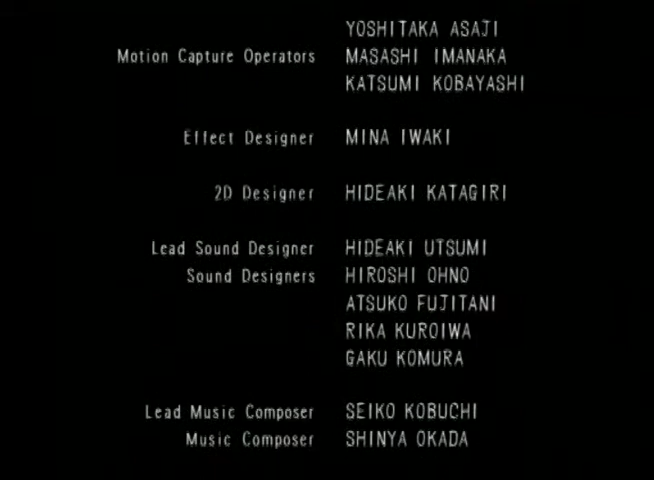 YOSHITAKA ASAJI
Motion Capture Operators MASASHI IMANAKA
KATSUMI KOBAYASHI
Effect Designer MINA IWAKI
2D Designer HIDEAKI KATAGIRI
Lead Sound Designer HIDEAKI UTSUMI
Sound Designers HIROSHI OHNO
ATSUKO FUJITANI
RIKA KUROIWA
GAKU KOMURA
Lead Music Composer SEIKO KOBUCHI
Music Composer SHINYA OKADA